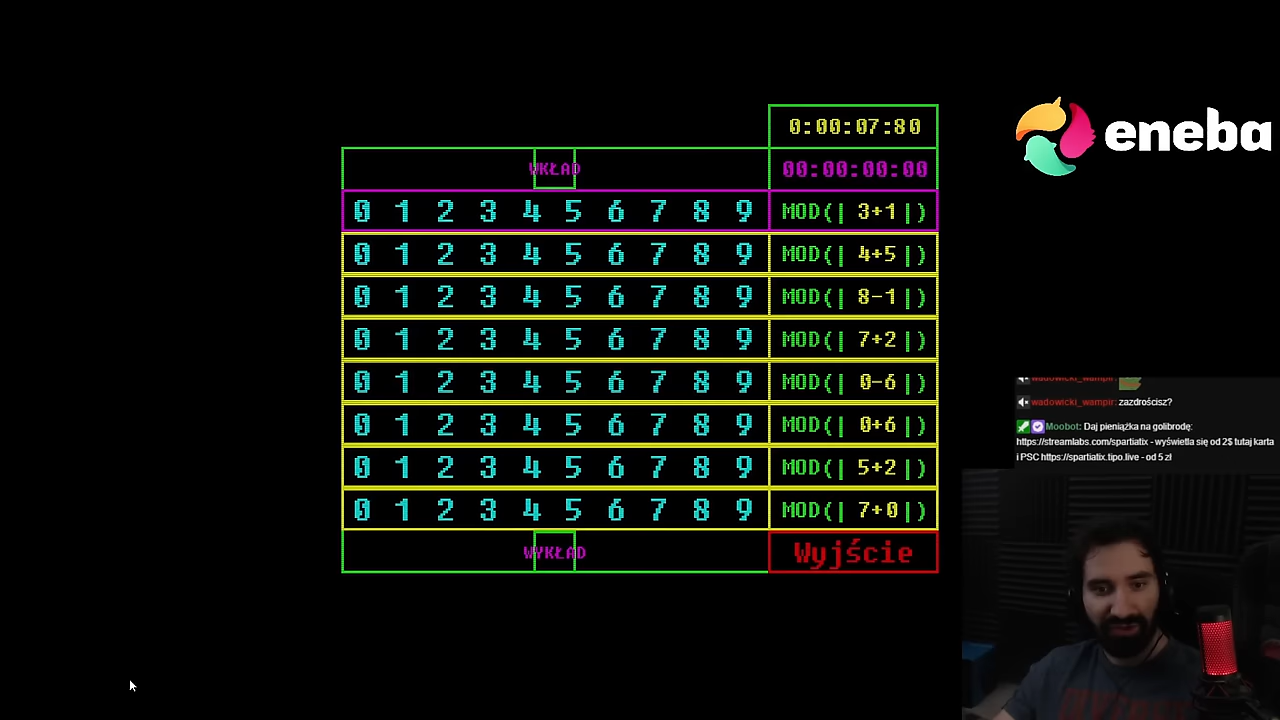 0:00:07:80
WKŁAD 00:00:00:00
0 1 2 3 4 5 6 7 8 9 MOD(| 3+1 |)
0 1 2 3 4 5 6 7 8 9 MOD(| 4+5 |)
0 1 2 3 4 5 6 7 8 9 MOD(| 8-1 |)
0 1 2 3 4 5 6 7 8 9 MOD(| 7+2 |)
0 1 2 3 4 5 6 7 8 9 MOD(| 0-6 |)
0 1 2 3 4 5 6 7 8 9 MOD(| 0+6 |)
0 1 2 3 4 5 6 7 8 9 MOD(| 5+2 |)
0 1 2 3 4 5 6 7 8 9 MOD(| 7+0 |)
WYKŁAD Wyjście
eneba
wadowicki_wampir:
wadowicki_wampir: zazdrościsz?
Moobot: Daj pieniążka na golibrodę:
https://streamlabs.com/spartiatix - wyświetla się od 2$ tutaj karta
i PSC https://spartiatix.tipo.live - od 5 zł